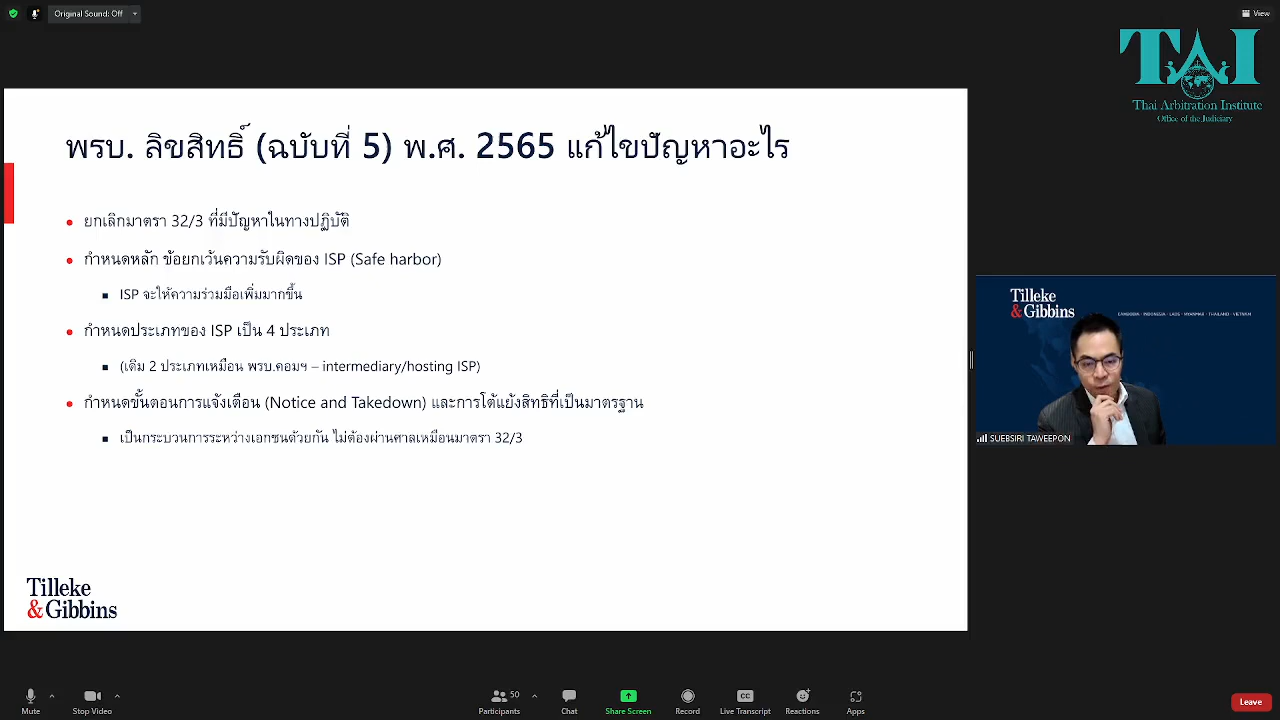 Original Sound: Off
View
TAI
Thai Arbitration Institute
Office of the Judiciary
พรบ. ลิขสิทธิ์ (ฉบับที่ 5) พ.ศ. 2565 แก้ไขปัญหาอะไร
ยกเลิกมาตรา 32/3 ที่มีปัญหาในทางปฏิบัติ
กำหนดหลัก ข้อยกเว้นความรับผิดของ ISP (Safe harbor)
ISP จะให้ความร่วมมือเพิ่มมากขึ้น
กำหนดประเภทของ ISP เป็น 4 ประเภท
(เดิม 2 ประเภทเหมือน พรบ.คอมฯ – intermediary/hosting ISP)
กำหนดขั้นตอนการแจ้งเตือน (Notice and Takedown) และการโต้แย้งสิทธิที่เป็นมาตรฐาน
เป็นกระบวนการระหว่างเอกชนด้วยกัน ไม่ต้องผ่านศาลเหมือนมาตรา 32/3
Tilleke
& Gibbins
Tilleke
& Gibbins
CAMBODIA · INDONESIA · LAOS · MYANMAR · THAILAND · VIETNAM
SUEBSIRI TAWEEPON
Mute
Stop Video
50
Participants
Chat
Share Screen
Record
CC
Live Transcript
Reactions
Apps
Leave